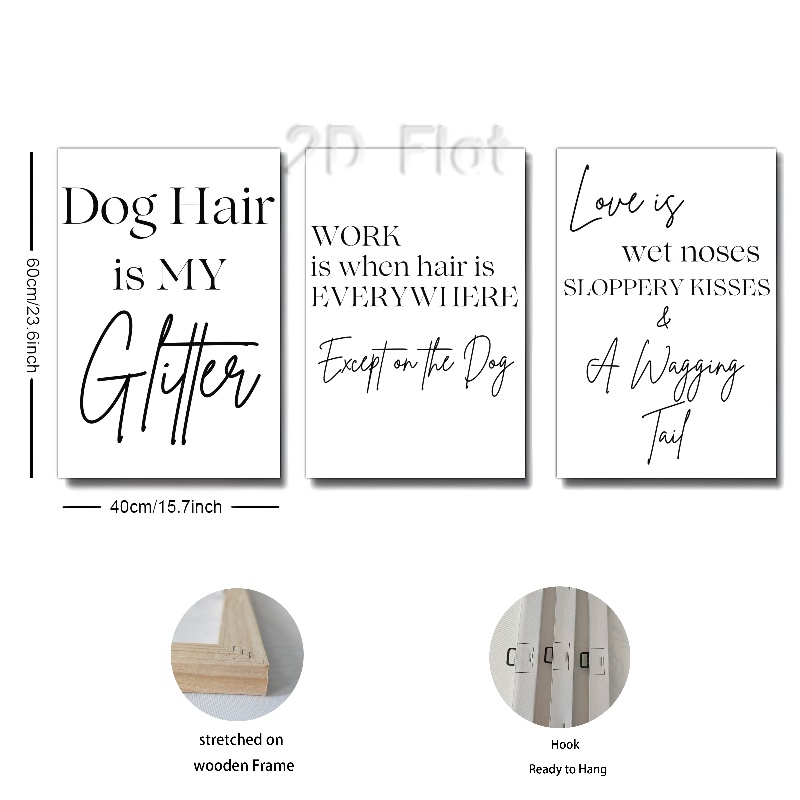 2D Flat
Dog Hair
is MY
Glitter
WORK
is when hair is
EVERYWHERE
Except on the Dog
Love is
wet noses
SLOPPERY KISSES
&
A Wagging
Tail
60cm/23.6inch
40cm/15.7inch
stretched on
wooden Frame
Hook
Ready to Hang